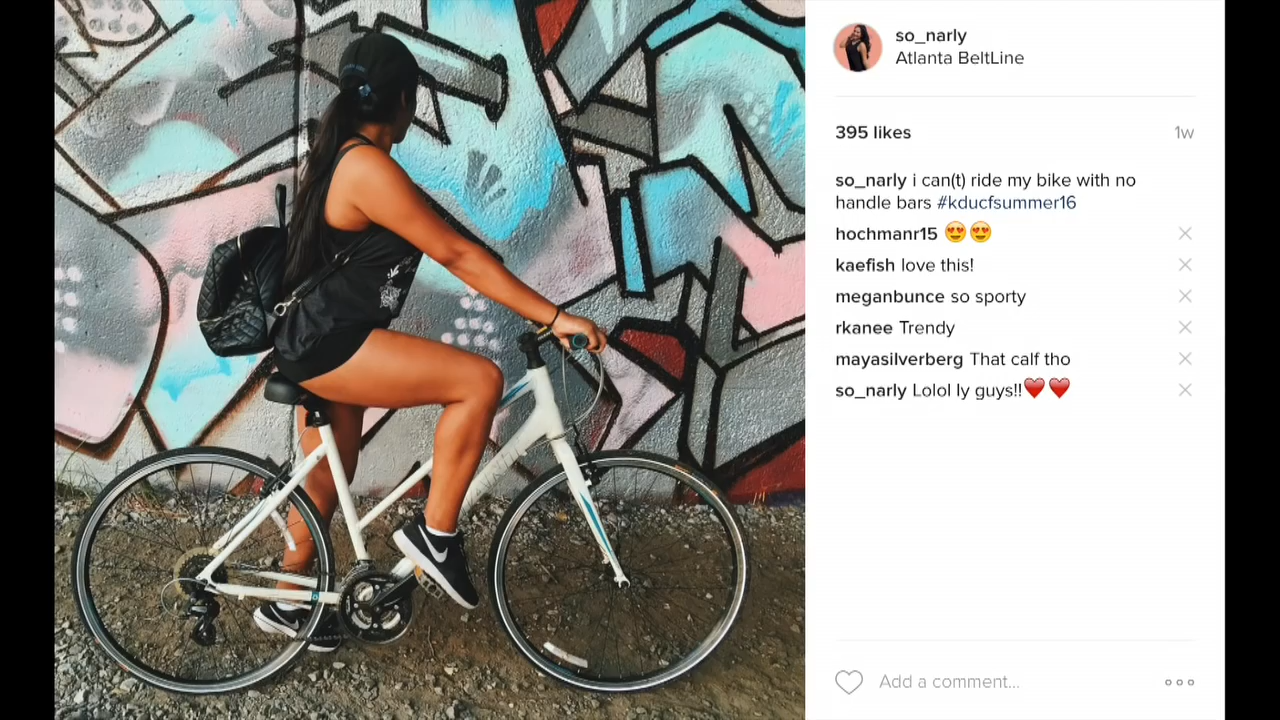 so_narly
Atlanta BeltLine
395 likes
1w
so_narly i can(t) ride my bike with no
handle bars #kducfsummer16
hochmanr15 😍😍
kaefish love this!
meganbunce so sporty
rkanee Trendy
mayasilverberg That calf tho
so_narly Lolol ly guys!!❤️❤️
Add a comment...